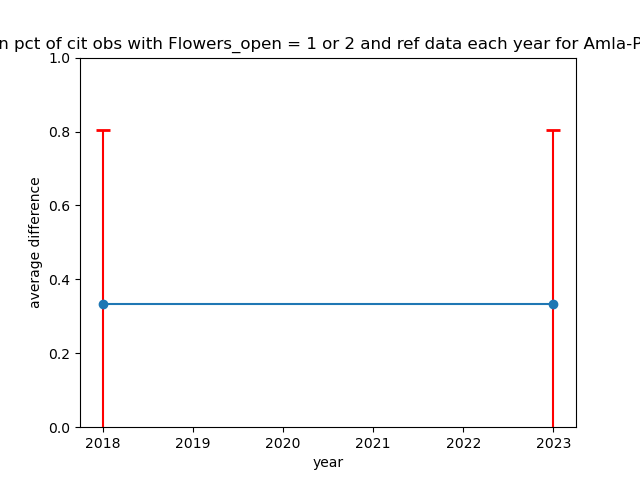 n pct of cit obs with Flowers_open = 1 or 2 and ref data each year for Amla-P
1.0
0.8
0.6
0.4
0.2
0.0
average difference
2018 2019 2020 2021 2022 2023
year